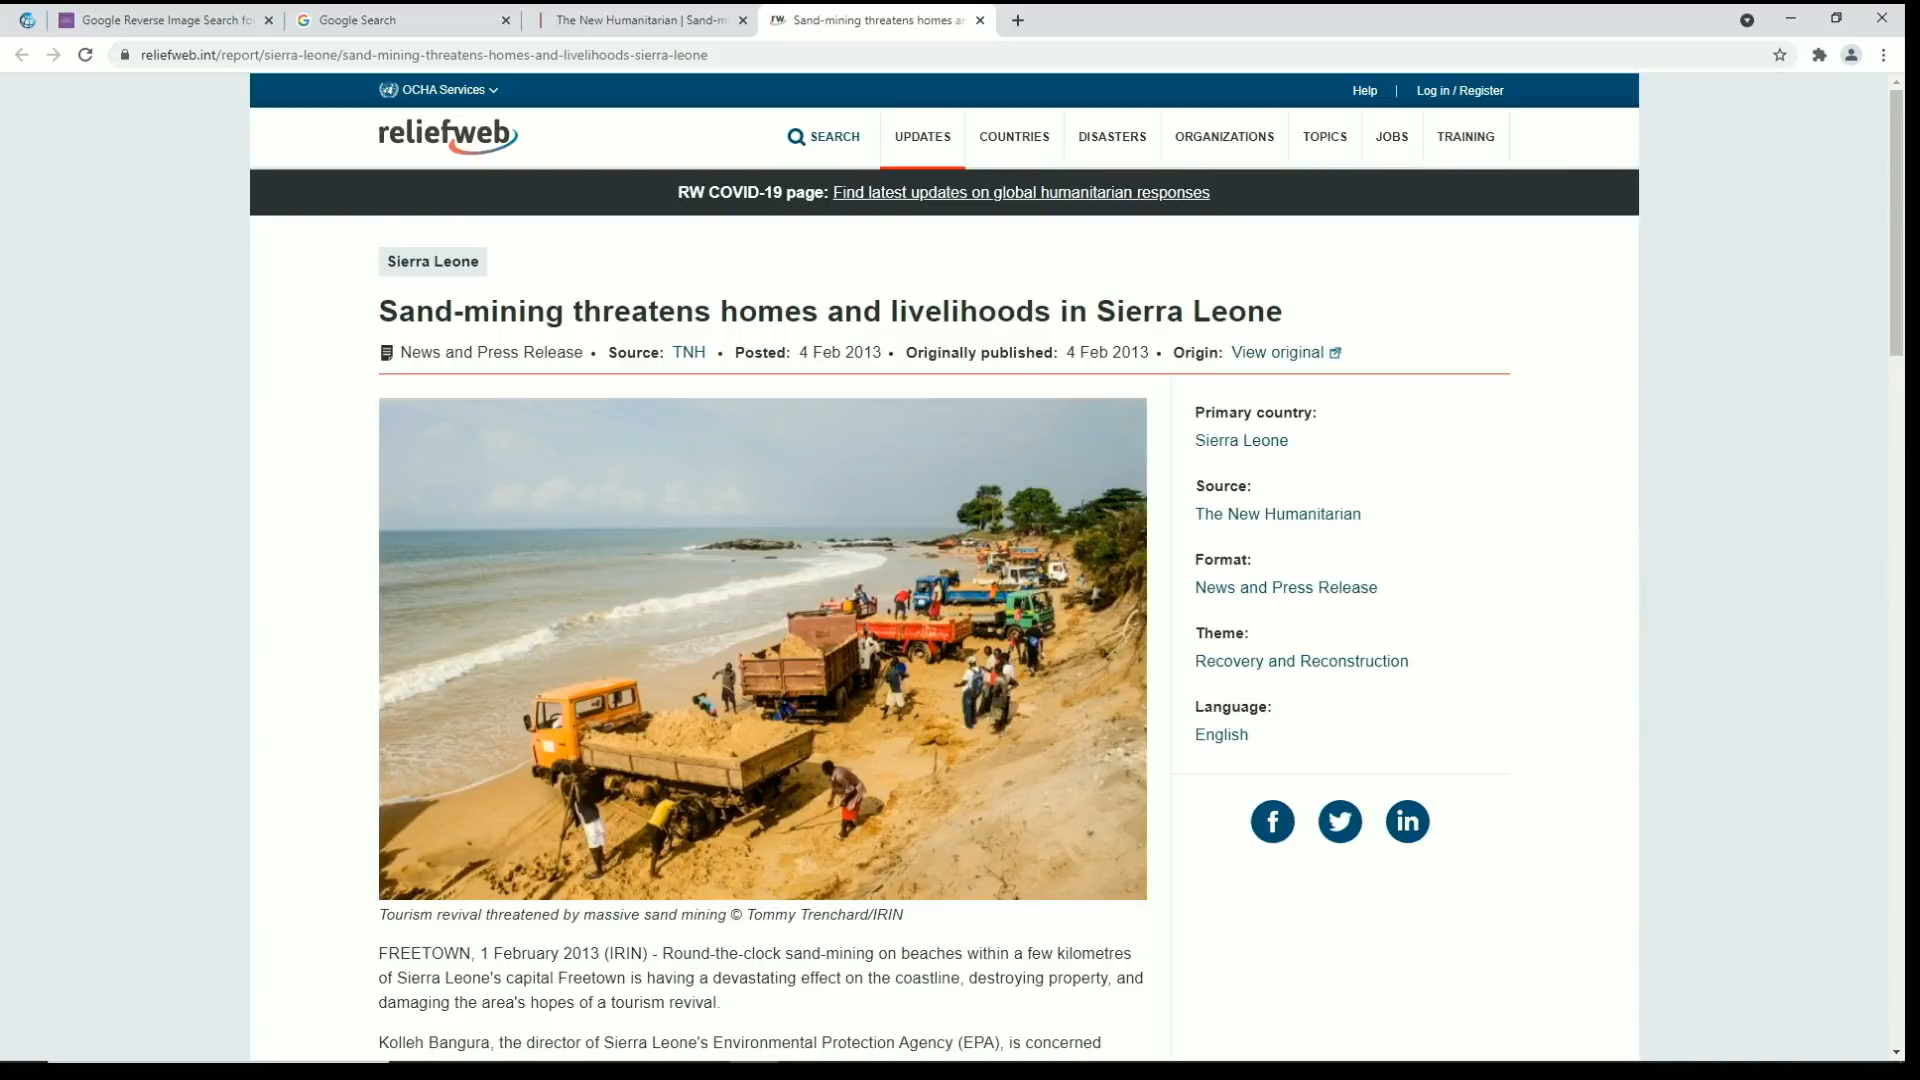 Google Reverse Image Search fo
Google Search
The New Humanitarian | Sand-m
rw Sand-mining threatens homes a
reliefweb.int/report/sierra-leone/sand-mining-threatens-homes-and-livelihoods-sierra-leone
OCHA Services
Help | Log in / Register
reliefweb
SEARCH
UPDATES
COUNTRIES
DISASTERS
ORGANIZATIONS
TOPICS
JOBS
TRAINING
RW COVID-19 page: Find latest updates on global humanitarian responses
Sierra Leone
Sand-mining threatens homes and livelihoods in Sierra Leone
News and Press Release • Source: TNH • Posted: 4 Feb 2013 • Originally published: 4 Feb 2013 • Origin: View original
Tourism revival threatened by massive sand mining © Tommy Trenchard/IRIN
FREETOWN, 1 February 2013 (IRIN) - Round-the-clock sand-mining on beaches within a few kilometres
of Sierra Leone's capital Freetown is having a devastating effect on the coastline, destroying property, and
damaging the area's hopes of a tourism revival.
Kolleh Bangura, the director of Sierra Leone's Environmental Protection Agency (EPA), is concerned
Primary country:
Sierra Leone
Source:
The New Humanitarian
Format:
News and Press Release
Theme:
Recovery and Reconstruction
Language:
English